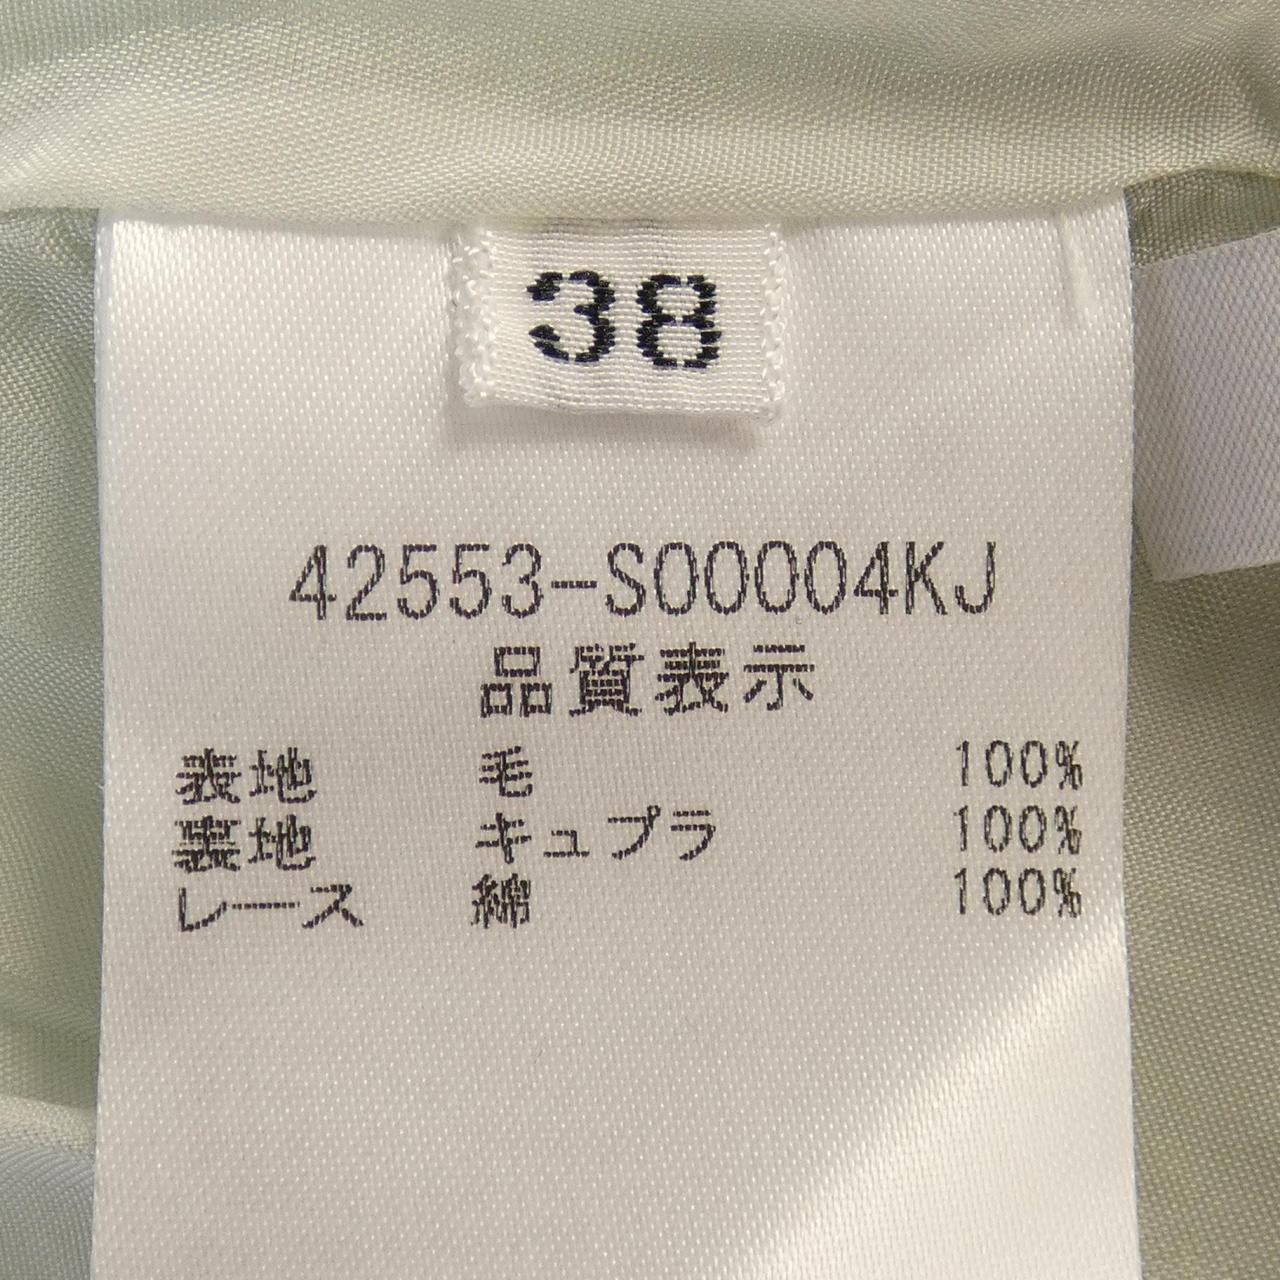 38
42553-S00004KJ
品質表示
表地 毛 100%
裏地 キュプラ 100%
レース 綿 100%